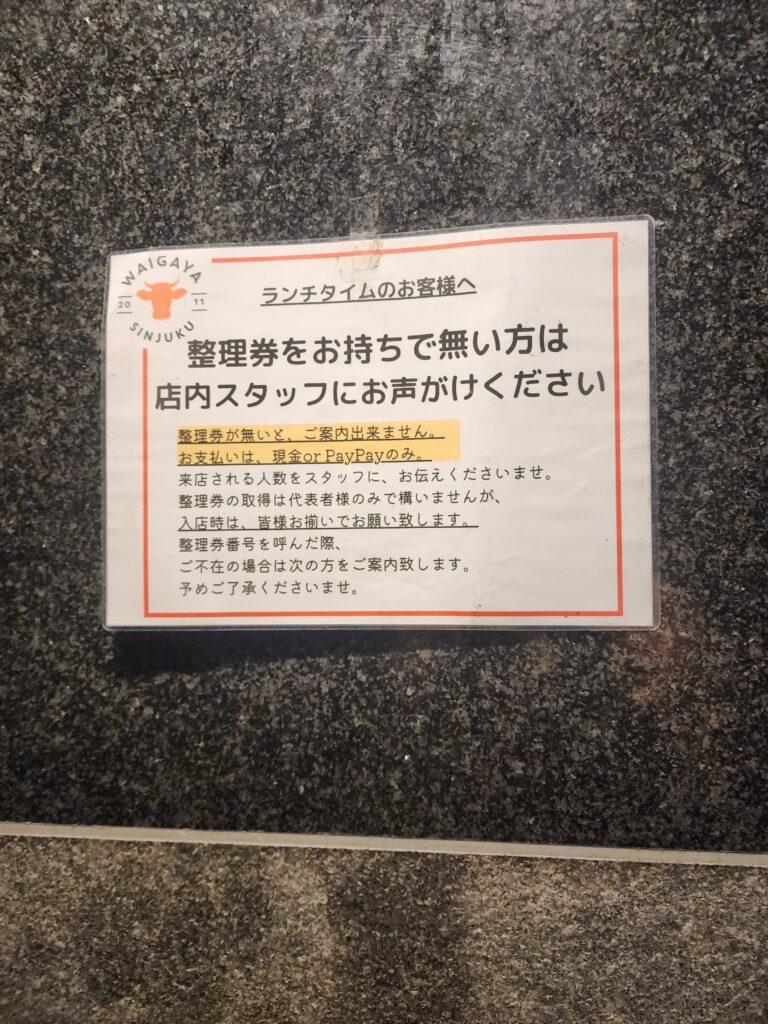 WAIGAYA
20 11
SINJUKU
ランチタイムのお客様へ
整理券をお持ちで無い方は
店内スタッフにお声がけください
整理券が無いと、ご案内出来ません。
お支払いは、現金or PayPayのみ。
来店される人数をスタッフに、お伝えくださいませ。
整理券の取得は代表者様のみで構いませんが、
入店時は、皆様お揃いでお願い致します。
整理券番号を呼んだ際、
ご不在の場合は次の方をご案内致します。
予めご了承くださいませ。